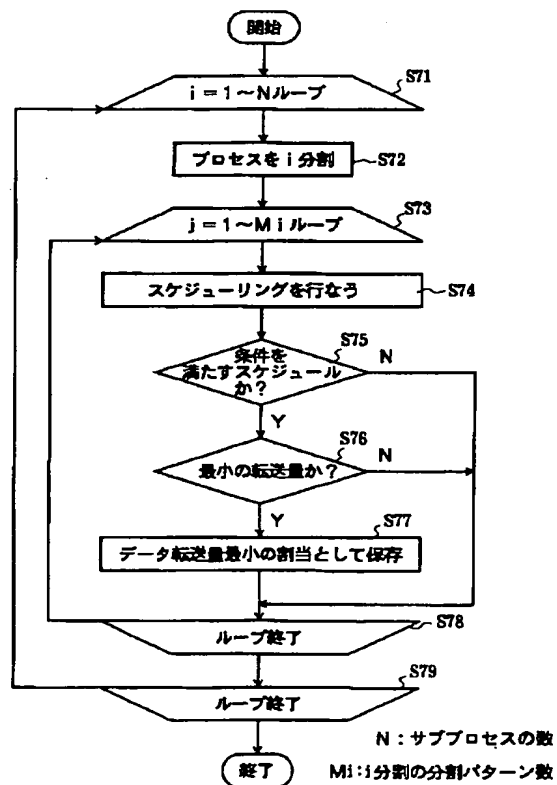 開始
S71
i=1～Nループ
プロセスをi分割
S72
S73
j=1～Miループ
スケジューリングを行なう
S74
S75
条件を
満たすスケジュール
か?
N
Y
S76
最小の転送量か?
N
Y
S77
データ転送量最小の割当として保存
S78
ループ終了
S79
ループ終了
N:サブプロセスの数
終了
Mi:i分割の分割パターン数